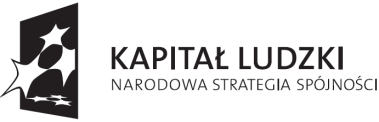 KAPITAŁ LUDZKI
NARODOWA STRATEGIA SPÓJNOŚCI